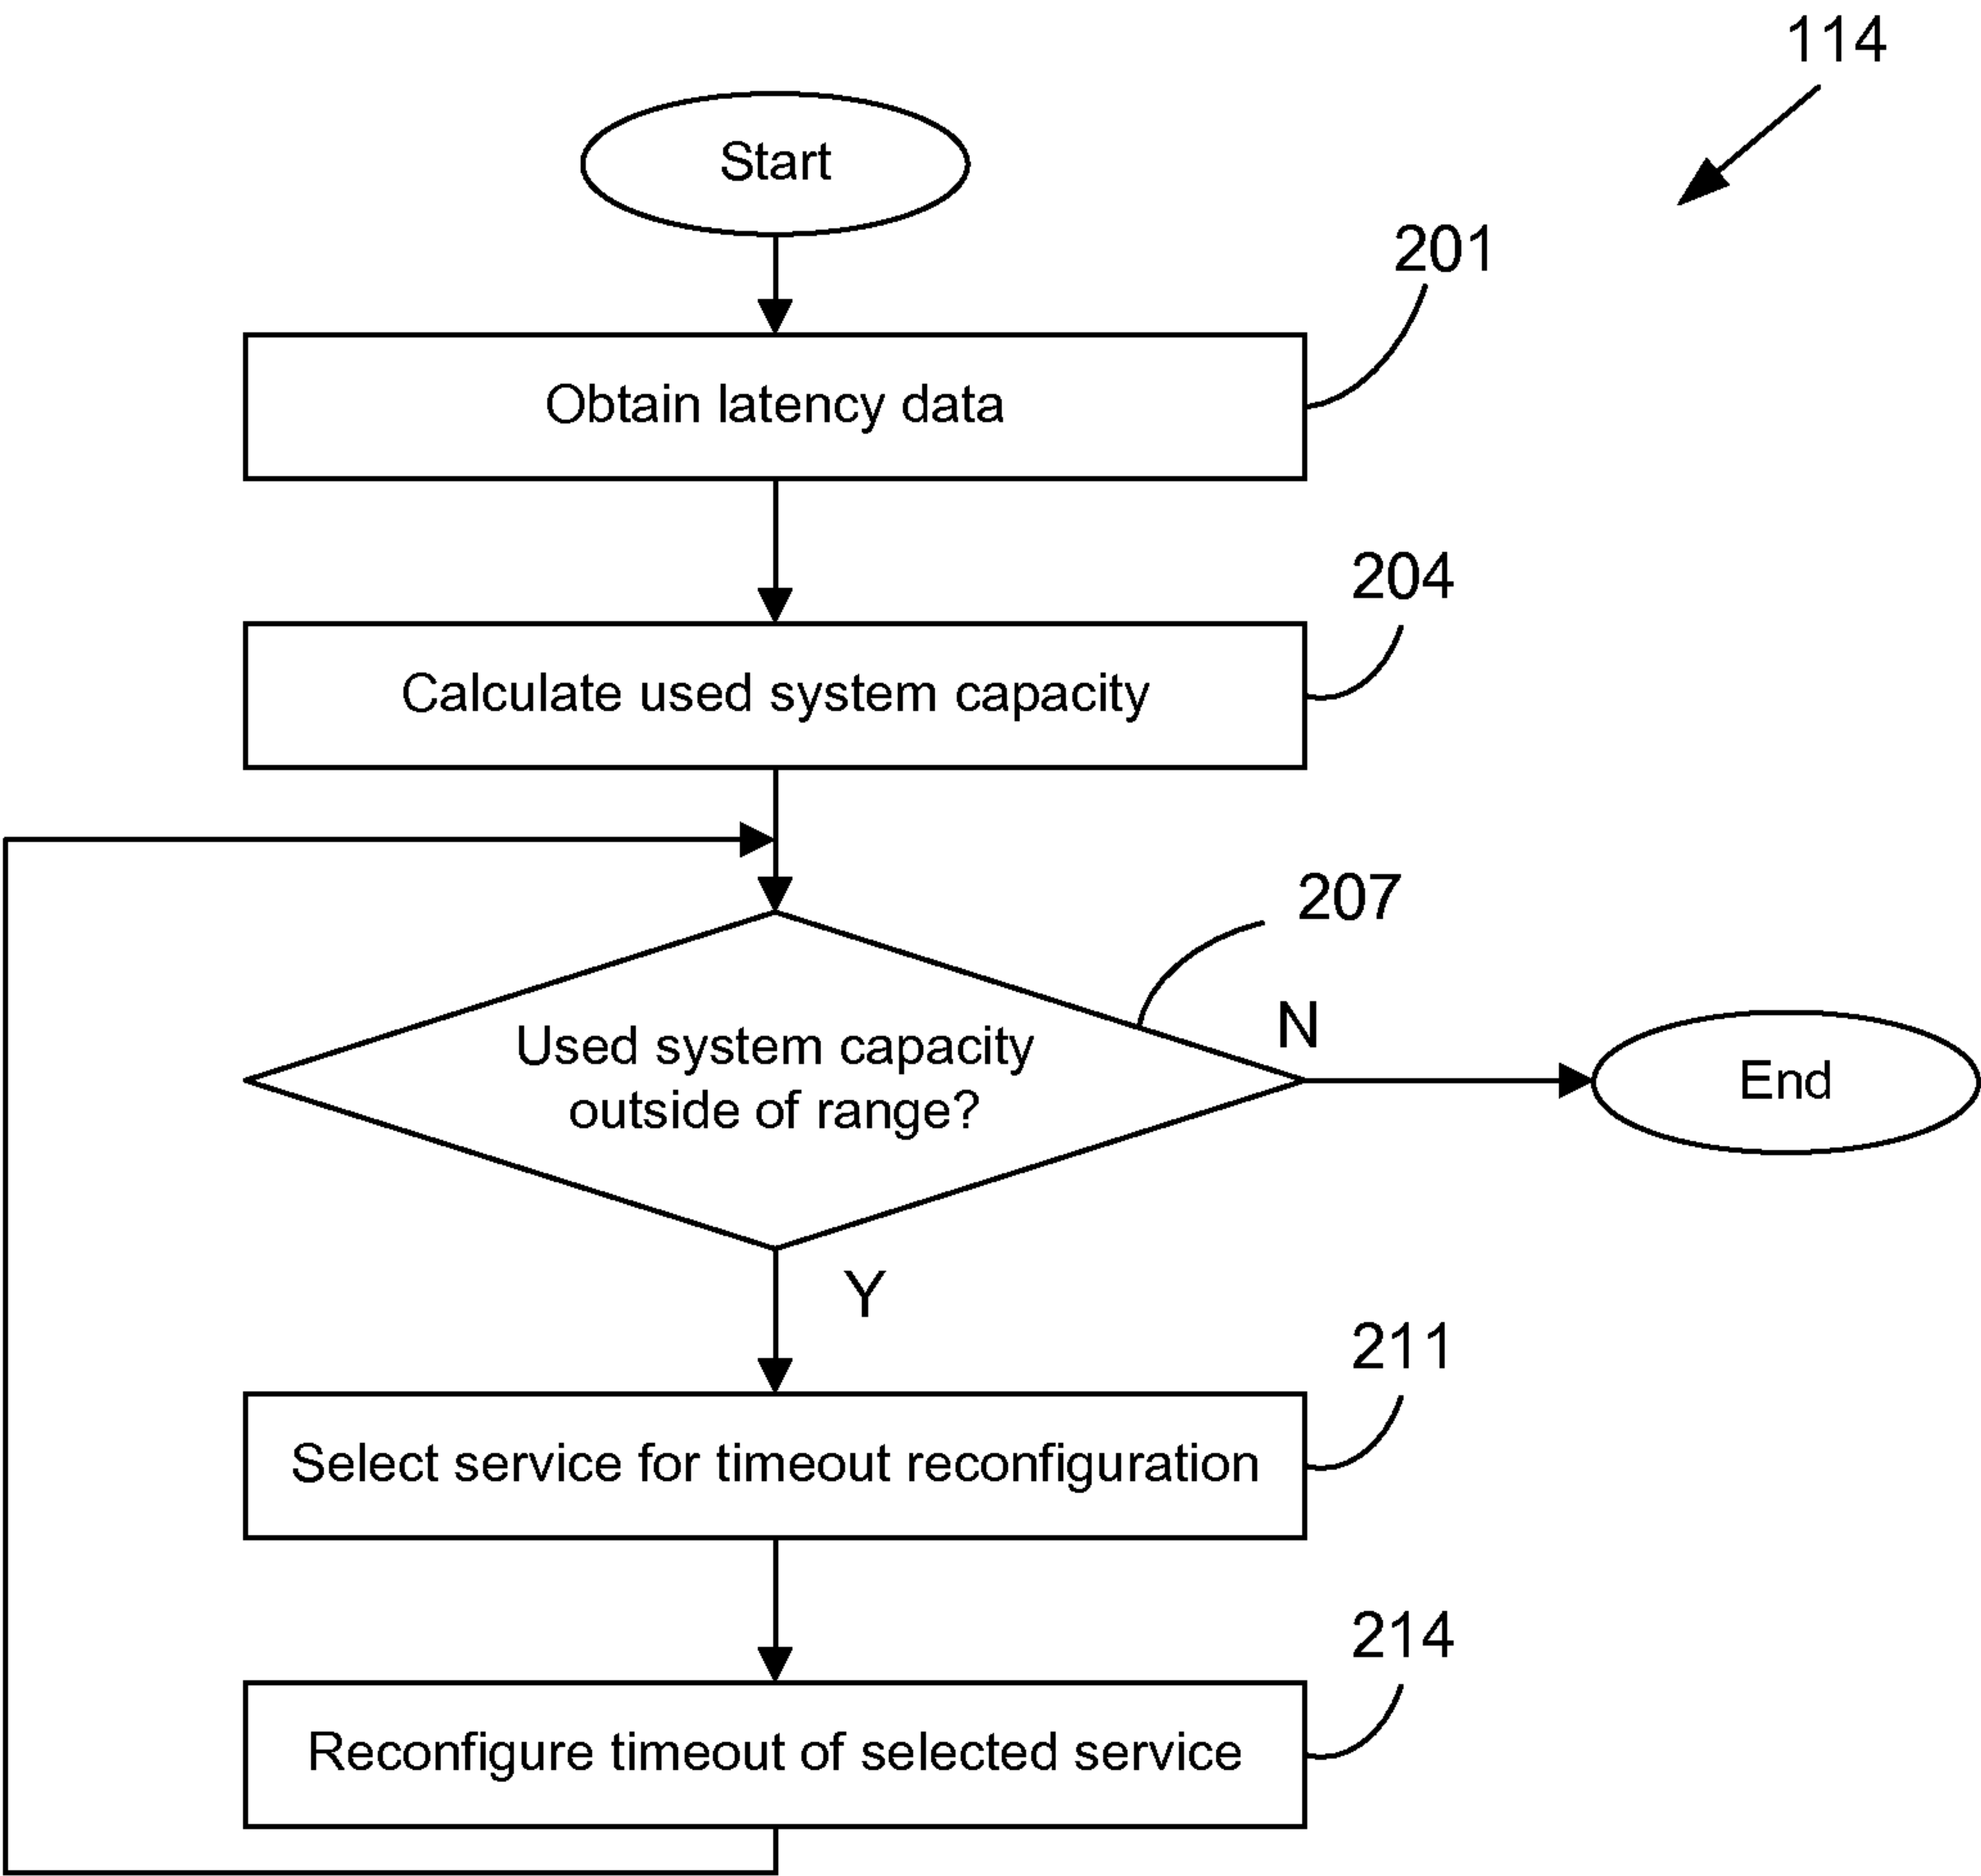 114
Start
201
Obtain latency data
204
Calculate used system capacity
207
N
Used system capacity
outside of range?
End
Y
211
Select service for timeout reconfiguration
214
Reconfigure timeout of selected service